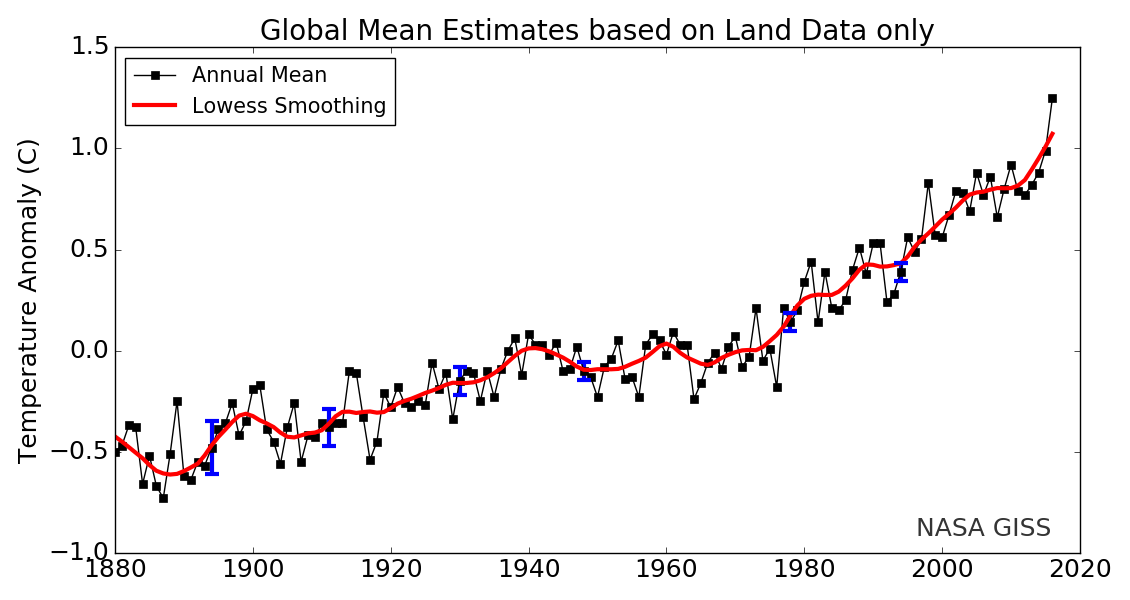 Global Mean Estimates based on Land Data only
1.5
Annual Mean
Lowess Smoothing
1.0
0.5
0.0
−0.5
−1.0
Temperature Anomaly (C)
NASA GISS
1880 1900 1920 1940 1960 1980 2000 2020